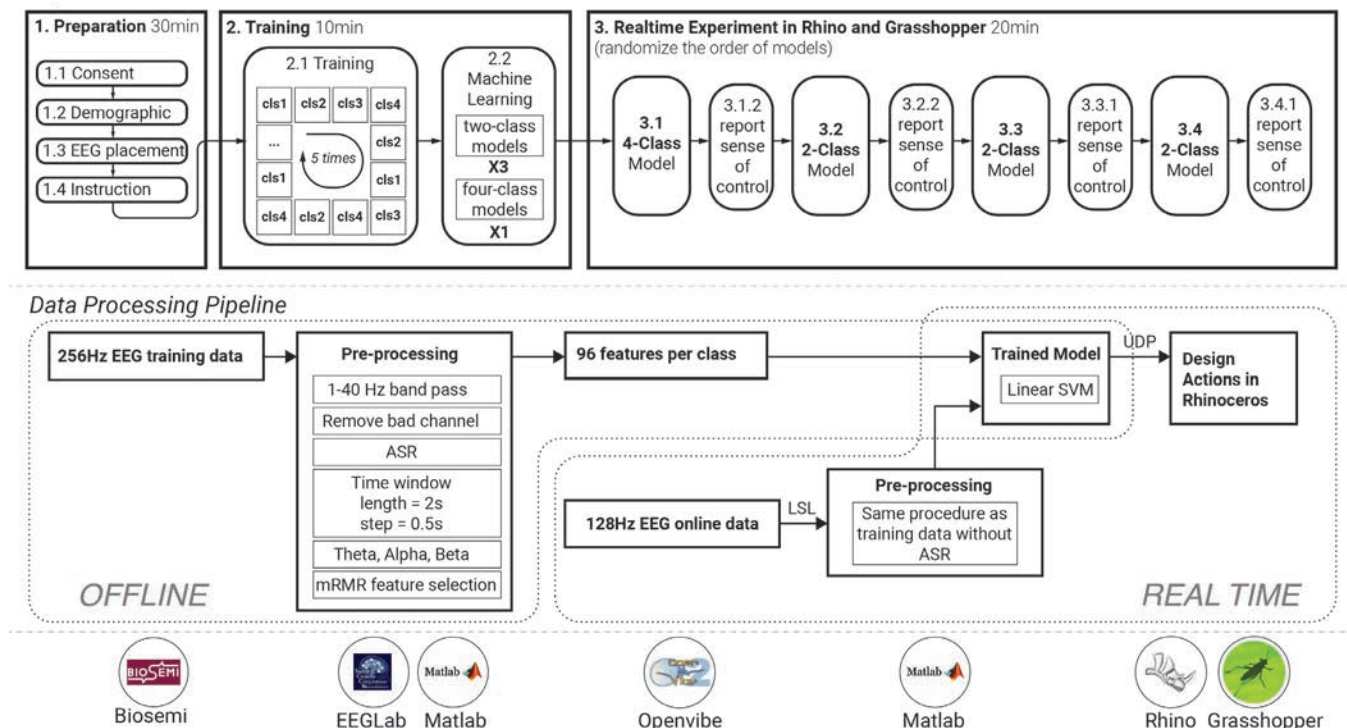 1. Preparation 30min
1.1 Consent
1.2 Demographic
1.3 EEG placement
1.4 Instruction
2. Training 10min
2.1 Training
cls1 cls2 cls3 cls4
... cls2
5 times
cls1 cls1
cls4 cls2 cls4 cls3
2.2
Machine
Learning
two-class
models
X3
four-class
models
X1
3. Realtime Experiment in Rhino and Grasshopper 20min
(randomize the order of models)
3.1
4-Class
Model
3.1.2
report
sense of
control
3.2
2-Class
Model
3.2.2
report
sense of
control
3.3
2-Class
Model
3.3.1
report
sense of
control
3.4
2-Class
Model
3.4.1
report
sense of
control
Data Processing Pipeline
256Hz EEG training data
Pre-processing
1-40 Hz band pass
Remove bad channel
ASR
Time window
length = 2s
step = 0.5s
Theta, Alpha, Beta
mRMR feature selection
96 features per class
Trained Model
Linear SVM
UDP
Design
Actions in
Rhinoceros
128Hz EEG online data
LSL
Pre-processing
Same procedure as
training data without
ASR
OFFLINE
REAL TIME
BIOSEMI
Matlab
Matlab
Biosemi
EEGLab
Matlab
Openvibe
Matlab
Rhino
Grasshopper